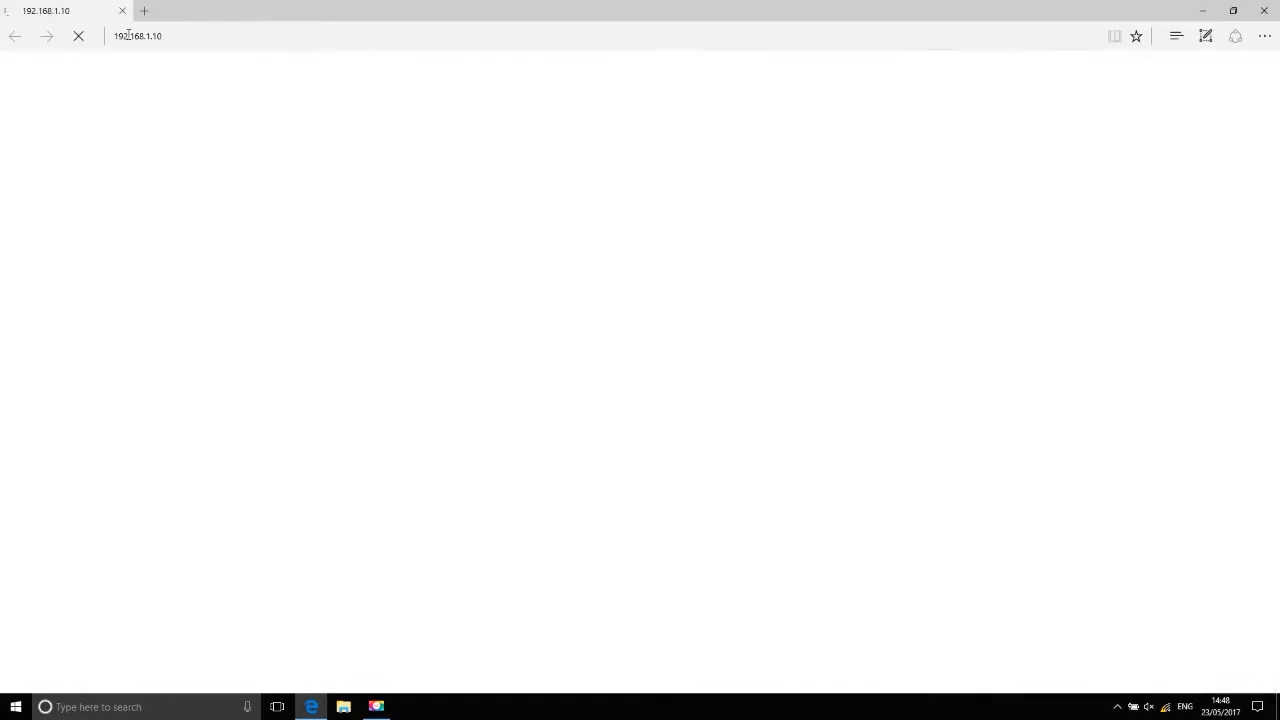 192.168.1.10
192.168.1.10
Type here to search
ENG
14:48
23/05/2017